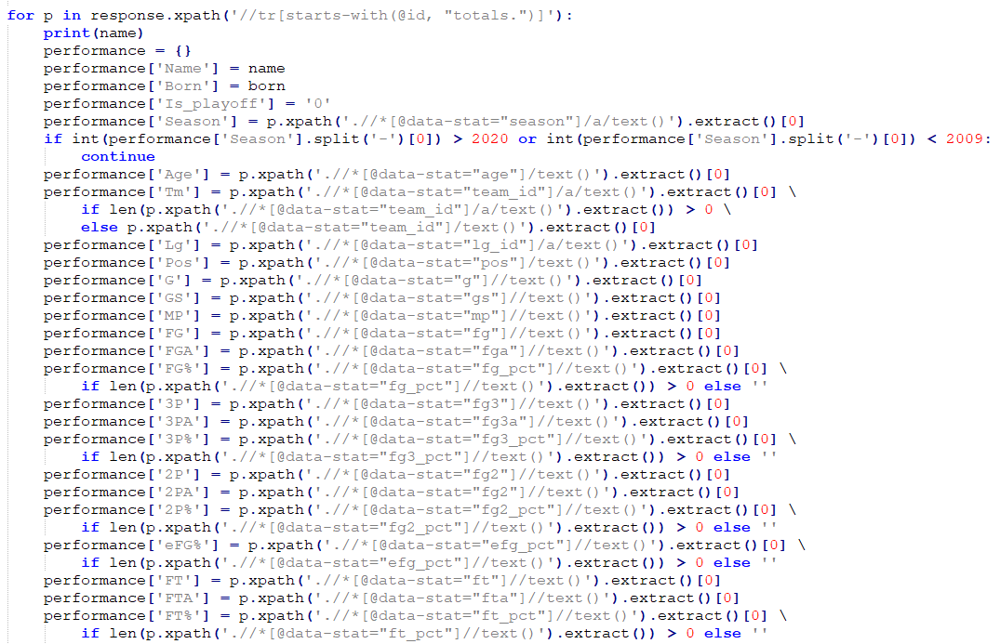 for p in response.xpath('//tr[starts-with(@id, "totals.")]'):
    print(name)
    performance = {}
    performance['Name'] = name
    performance['Born'] = born
    performance['Is_playoff'] = '0'
    performance['Season'] = p.xpath('.//*[@data-stat="season"]/a/text()').extract()[0]
    if int(performance['Season'].split('-')[0]) > 2020 or int(performance['Season'].split('-')[0]) < 2009:
        continue
    performance['Age'] = p.xpath('.//*[@data-stat="age"]/text()').extract()[0]
    performance['Tm'] = p.xpath('.//*[@data-stat="team_id"]/a/text()').extract()[0] \
        if len(p.xpath('.//*[@data-stat="team_id"]/a/text()').extract()) > 0 \
        else p.xpath('.//*[@data-stat="team_id"]/text()').extract()[0]
    performance['Lg'] = p.xpath('.//*[@data-stat="lg_id"]/a/text()').extract()[0]
    performance['Pos'] = p.xpath('.//*[@data-stat="pos"]/text()').extract()[0]
    performance['G'] = p.xpath('.//*[@data-stat="g"]//text()').extract()[0]
    performance['GS'] = p.xpath('.//*[@data-stat="gs"]//text()').extract()[0]
    performance['MP'] = p.xpath('.//*[@data-stat="mp"]//text()').extract()[0]
    performance['FG'] = p.xpath('.//*[@data-stat="fg"]//text()').extract()[0]
    performance['FGA'] = p.xpath('.//*[@data-stat="fga"]//text()').extract()[0]
    performance['FG%'] = p.xpath('.//*[@data-stat="fg_pct"]//text()').extract()[0] \
        if len(p.xpath('.//*[@data-stat="fg_pct"]//text()').extract()) > 0 else ''
    performance['3P'] = p.xpath('.//*[@data-stat="fg3"]//text()').extract()[0]
    performance['3PA'] = p.xpath('.//*[@data-stat="fg3a"]//text()').extract()[0]
    performance['3P%'] = p.xpath('.//*[@data-stat="fg3_pct"]//text()').extract()[0] \
        if len(p.xpath('.//*[@data-stat="fg3_pct"]//text()').extract()) > 0 else ''
    performance['2P'] = p.xpath('.//*[@data-stat="fg2"]//text()').extract()[0]
    performance['2PA'] = p.xpath('.//*[@data-stat="fg2"]//text()').extract()[0]
    performance['2P%'] = p.xpath('.//*[@data-stat="fg2_pct"]//text()').extract()[0] \
        if len(p.xpath('.//*[@data-stat="fg2_pct"]//text()').extract()) > 0 else ''
    performance['eFG%'] = p.xpath('.//*[@data-stat="efg_pct"]//text()').extract()[0] \
        if len(p.xpath('.//*[@data-stat="efg_pct"]//text()').extract()) > 0 else ''
    performance['FT'] = p.xpath('.//*[@data-stat="ft"]//text()').extract()[0]
    performance['FTA'] = p.xpath('.//*[@data-stat="fta"]//text()').extract()[0]
    performance['FT%'] = p.xpath('.//*[@data-stat="ft_pct"]//text()').extract()[0] \
        if len(p.xpath('.//*[@data-stat="ft_pct"]//text()').extract()) > 0 else ''